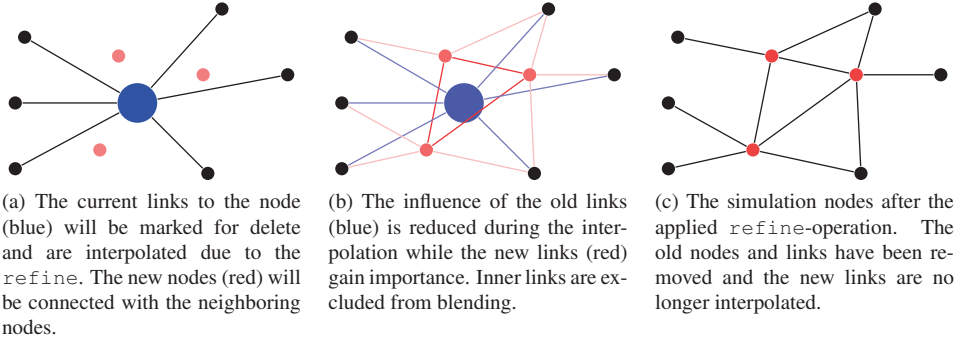 (a) The current links to the node
(blue) will be marked for delete
and are interpolated due to the
refine. The new nodes (red) will
be connected with the neighboring
nodes.
(b) The influence of the old links
(blue) is reduced during the inter-
polation while the new links (red)
gain importance. Inner links are ex-
cluded from blending.
(c) The simulation nodes after the
applied refine-operation. The
old nodes and links have been re-
moved and the new links are no
longer interpolated.